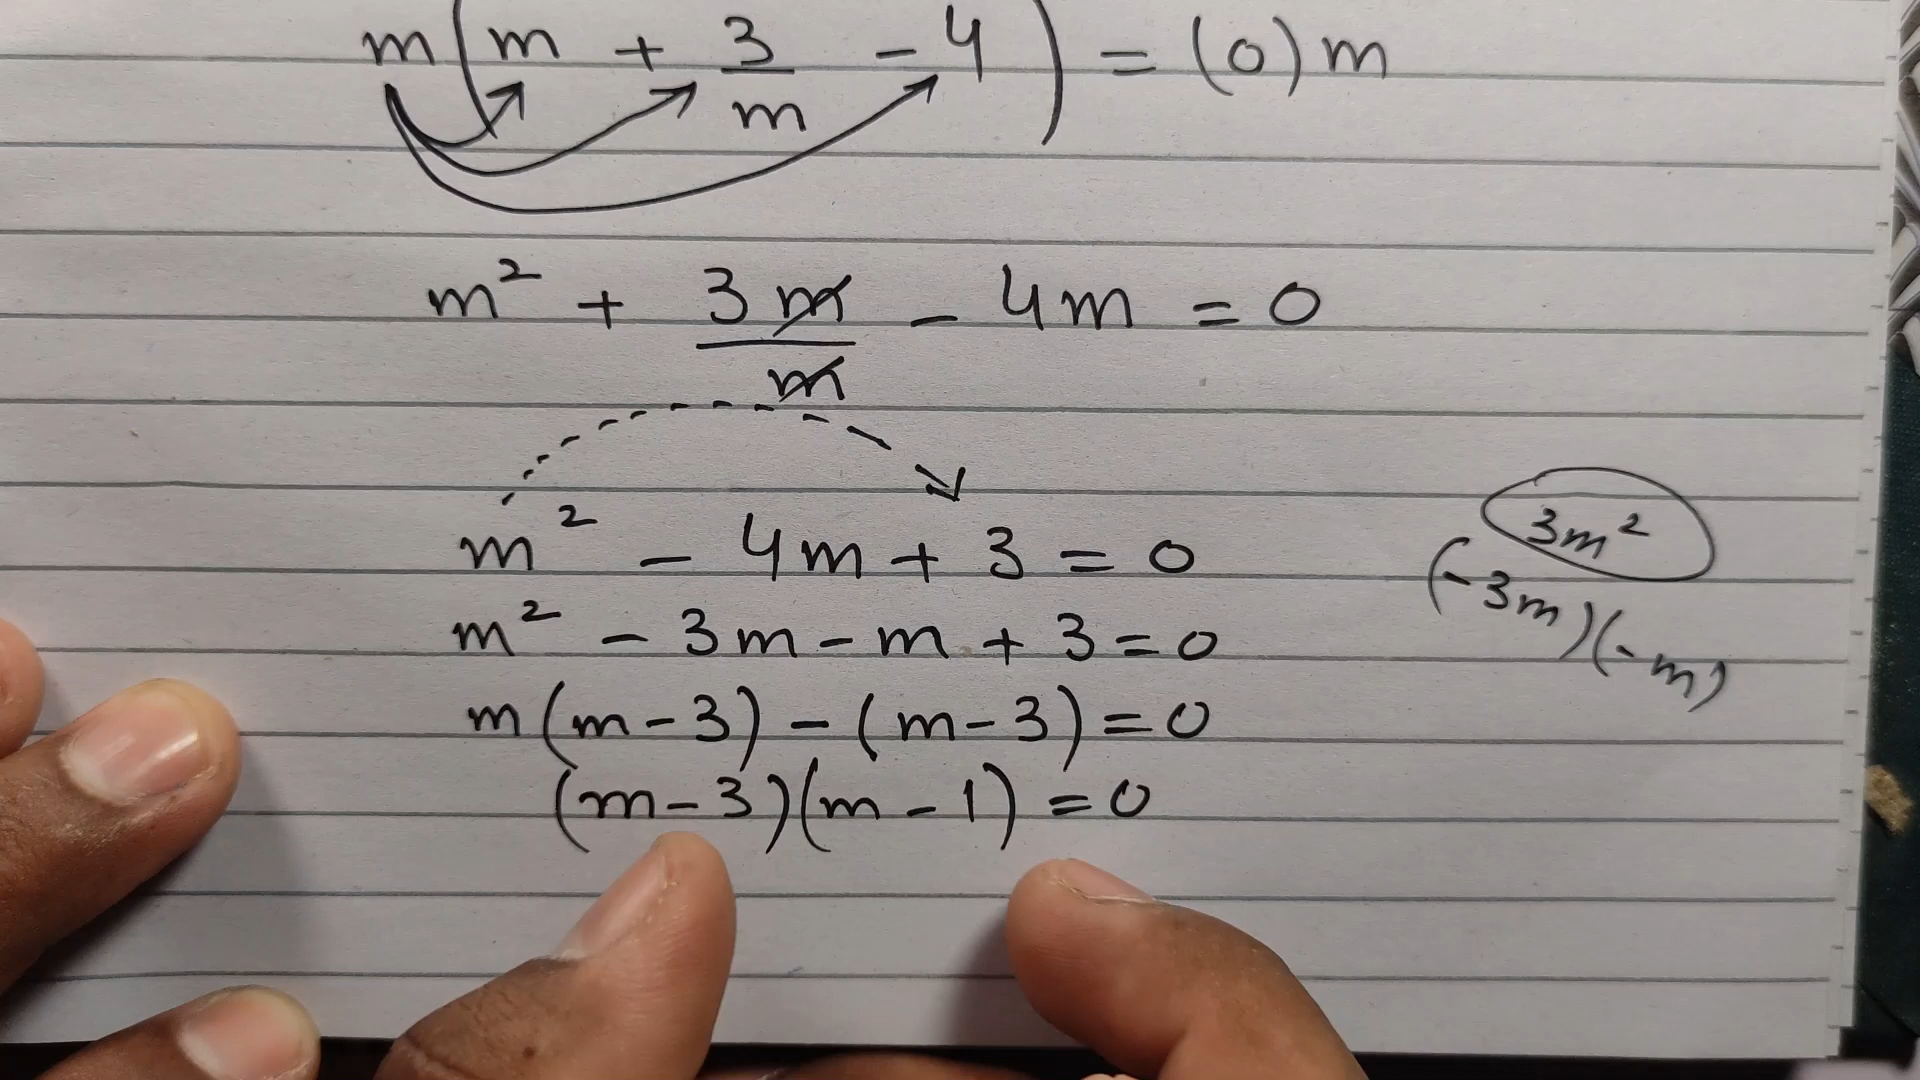 m(m + 3/m - 4) = (0)m
m² + 3m/m - 4m = 0
m² - 4m + 3 = 0
m² - 3m - m + 3 = 0
m(m-3) - (m-3) = 0
(m-3)(m-1) = 0
3m²
(-3m)(-m)